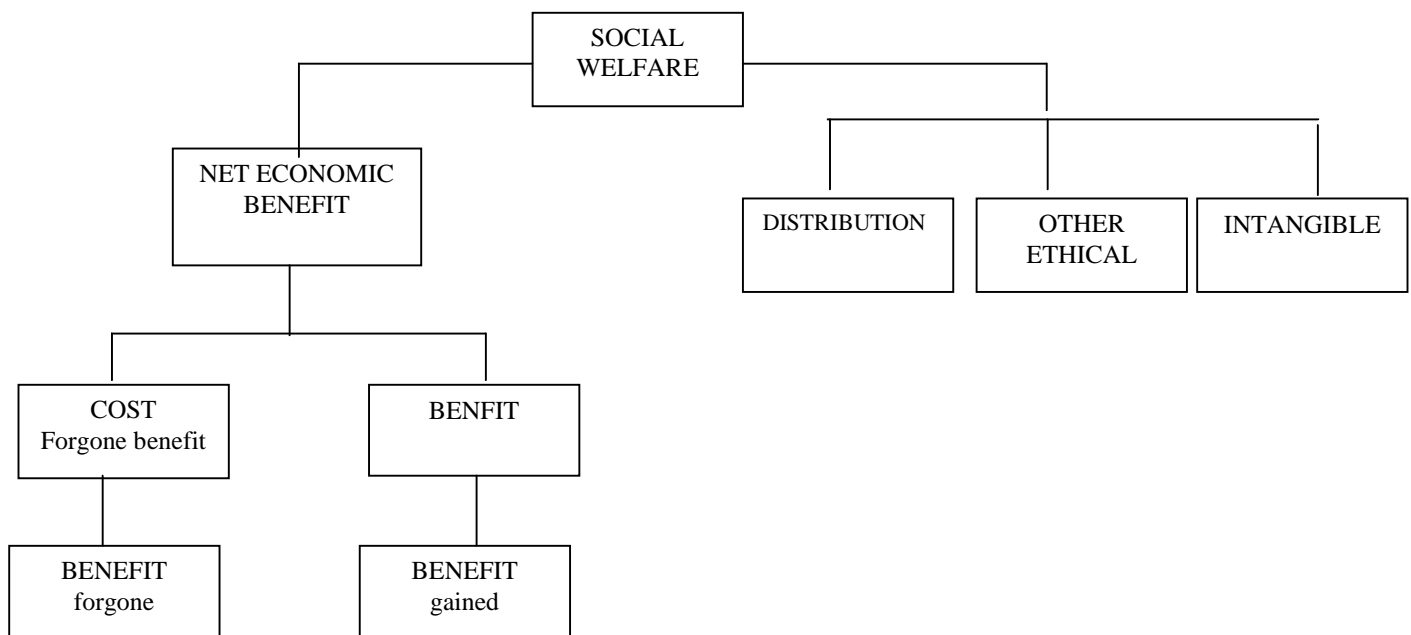 SOCIAL
WELFARE
NET ECONOMIC
BENEFIT
DISTRIBUTION
OTHER
ETHICAL
INTANGIBLE
COST
Forgone benefit
BENFIT
BENEFIT
forgone
BENEFIT
gained